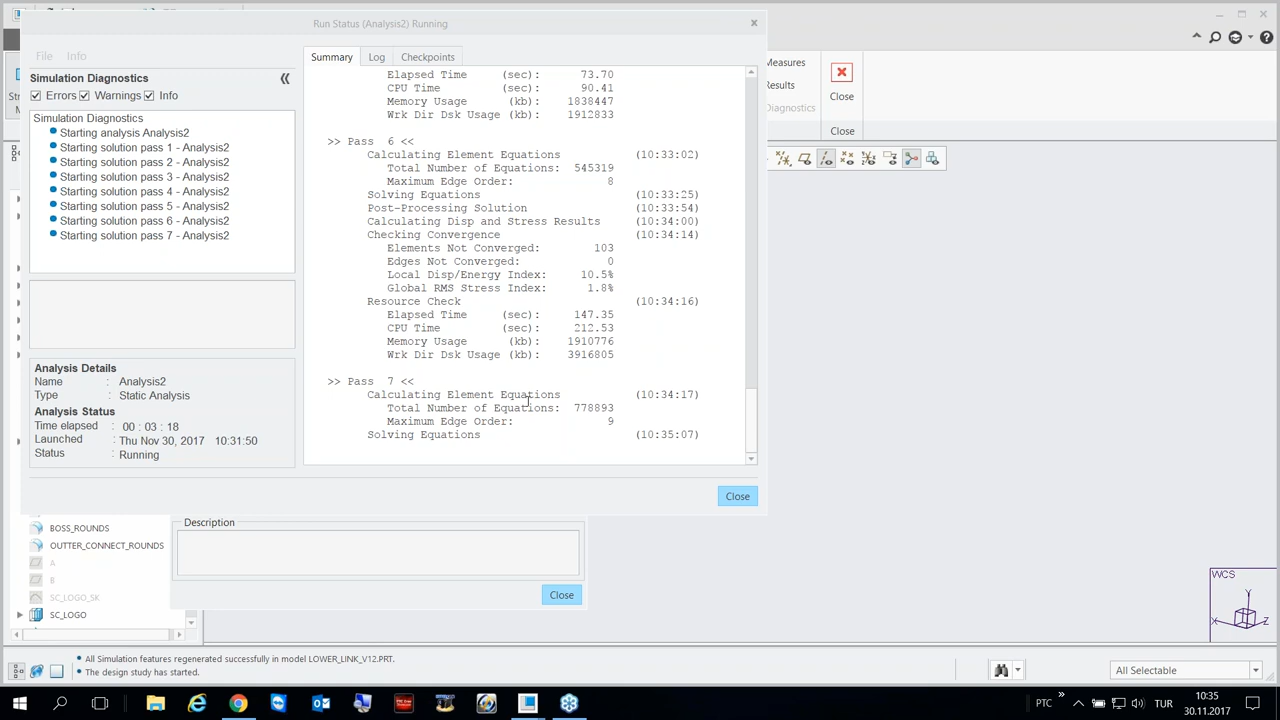 Run Status (Analysis2) Running
File Info
Simulation Diagnostics
Errors Warnings Info
Simulation Diagnostics
Starting analysis Analysis2
Starting solution pass 1 - Analysis2
Starting solution pass 2 - Analysis2
Starting solution pass 3 - Analysis2
Starting solution pass 4 - Analysis2
Starting solution pass 5 - Analysis2
Starting solution pass 6 - Analysis2
Starting solution pass 7 - Analysis2
Analysis Details
Name : Analysis2
Type : Static Analysis
Analysis Status
Time elapsed : 00 : 03 : 18
Launched : Thu Nov 30, 2017 10:31:50
Status : Running
Summary Log Checkpoints
Elapsed Time (sec): 73.70
CPU Time (sec): 90.41
Memory Usage (kb): 1838447
Wrk Dir Dsk Usage (kb): 1912833
>> Pass 6 <<
Calculating Element Equations (10:33:02)
Total Number of Equations: 545319
Maximum Edge Order: 8
Solving Equations (10:33:25)
Post-Processing Solution (10:33:54)
Calculating Disp and Stress Results (10:34:00)
Checking Convergence (10:34:14)
Elements Not Converged: 103
Edges Not Converged: 0
Local Disp/Energy Index: 10.5%
Global RMS Stress Index: 1.8%
Resource Check (10:34:16)
Elapsed Time (sec): 147.35
CPU Time (sec): 212.53
Memory Usage (kb): 1910776
Wrk Dir Dsk Usage (kb): 3916805
>> Pass 7 <<
Calculating Element Equations (10:34:17)
Total Number of Equations: 778893
Maximum Edge Order: 9
Solving Equations (10:35:07)
Close
Measures
Results
Diagnostics
Close
Close
Description
Close
BOSS_ROUNDS
OUTTER_CONNECT_ROUNDS
A
B
SC_LOGO_SK
SC_LOGO
WCS
Y
X Z
All Simulation features regenerated successfully in model LOWER_LINK_V12.PRT.
The design study has started.
All Selectable
PTC
TUR
10:35
30.11.2017